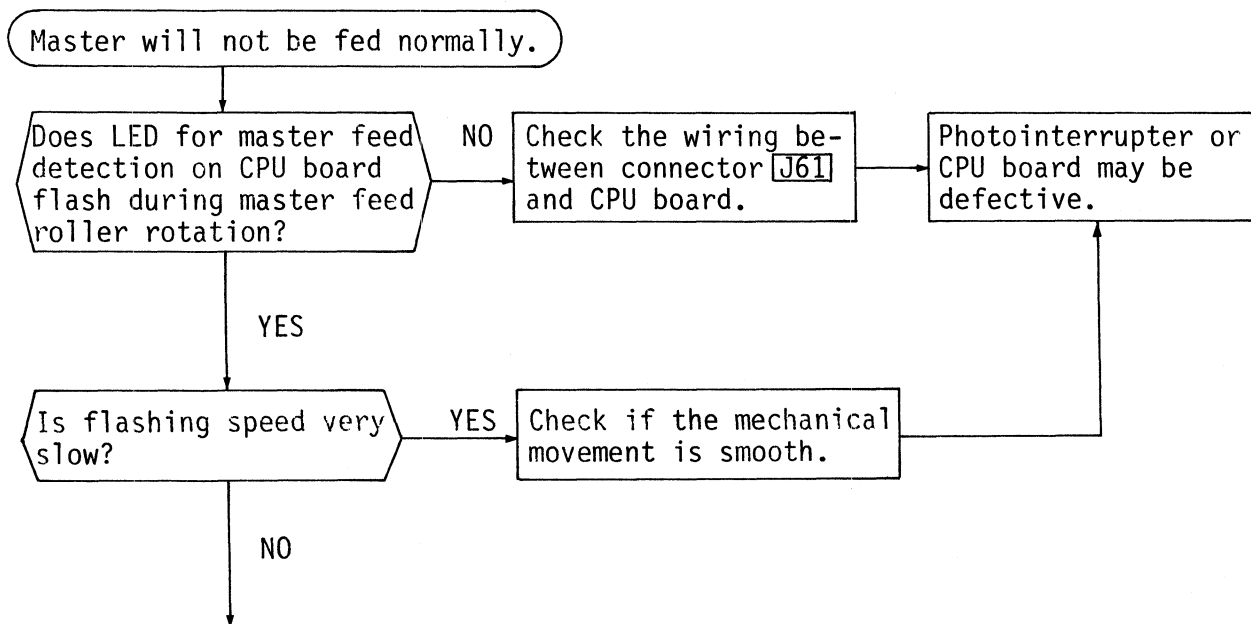 Master will not be fed normally.
Does LED for master feed
detection on CPU board
flash during master feed
roller rotation?
NO
Check the wiring be-
tween connector J61
and CPU board.
Photointerrupter or
CPU board may be
defective.
YES
Is flashing speed very
slow?
YES
Check if the mechanical
movement is smooth.
NO